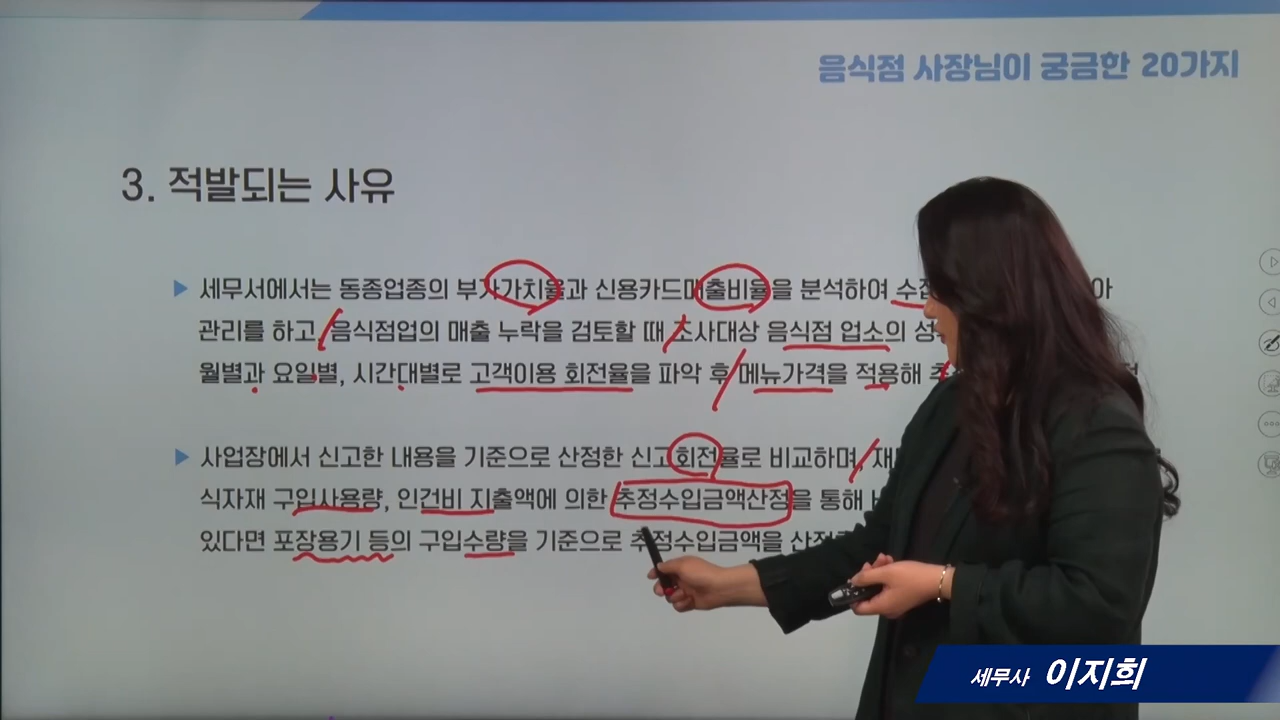 음식점 사장님이 궁금한 20가지
3. 적발되는 사유
▶ 세무서에서는 동종업종의 부가가치율과 신용카드매출비율을 분석하여
관리를 하고, 음식점업의 매출 누락을 검토할 때 조사대상 음식점 업소의
월별과 요일별, 시간대별로 고객이용 회전율을 파악 후 메뉴가격을 적용해
▶ 사업장에서 신고한 내용을 기준으로 산정한 신고회전율로 비교하며,
식자재 구입사용량, 인건비 지출액에 의한 추정수입금액산정을 통해
있다면 포장용기 등의 구입수량을 기준으로 추정수입금액을
세무사 이지희